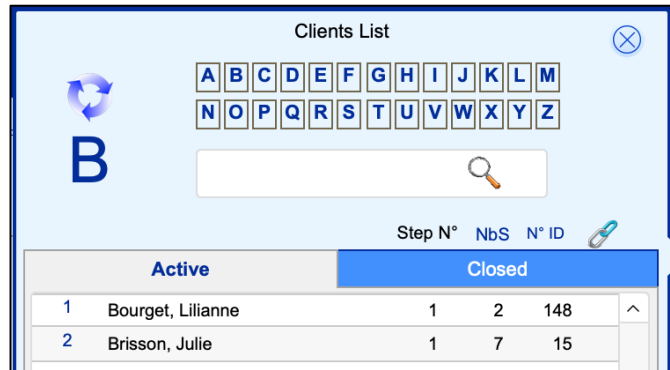 Clients List
A B C D E F G H I J K L M
N O P Q R S T U V W X Y Z
B
Step N° NbS N° ID
Active Closed
1 Bourget, Lilianne 1 2 148
2 Brisson, Julie 1 7 15